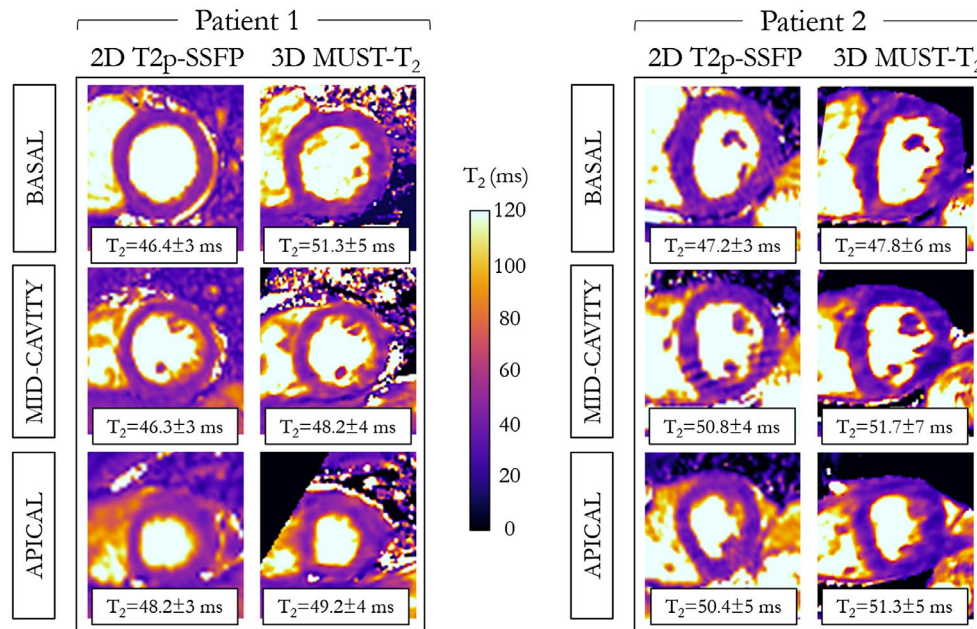 Patient 1
Patient 2
2D T2p-SSFP 3D MUST-T₂
2D T2p-SSFP 3D MUST-T₂
BASAL
T₂=46.4±3 ms
T₂=51.3±5 ms
MID-CAVITY
T₂=46.3±3 ms
T₂=48.2±4 ms
APICAL
T₂=48.2±3 ms
T₂=49.2±4 ms
T₂ (ms)
120
100
80
60
40
20
0
BASAL
T₂=47.2±3 ms
T₂=47.8±6 ms
MID-CAVITY
T₂=50.8±4 ms
T₂=51.7±7 ms
APICAL
T₂=50.4±5 ms
T₂=51.3±5 ms